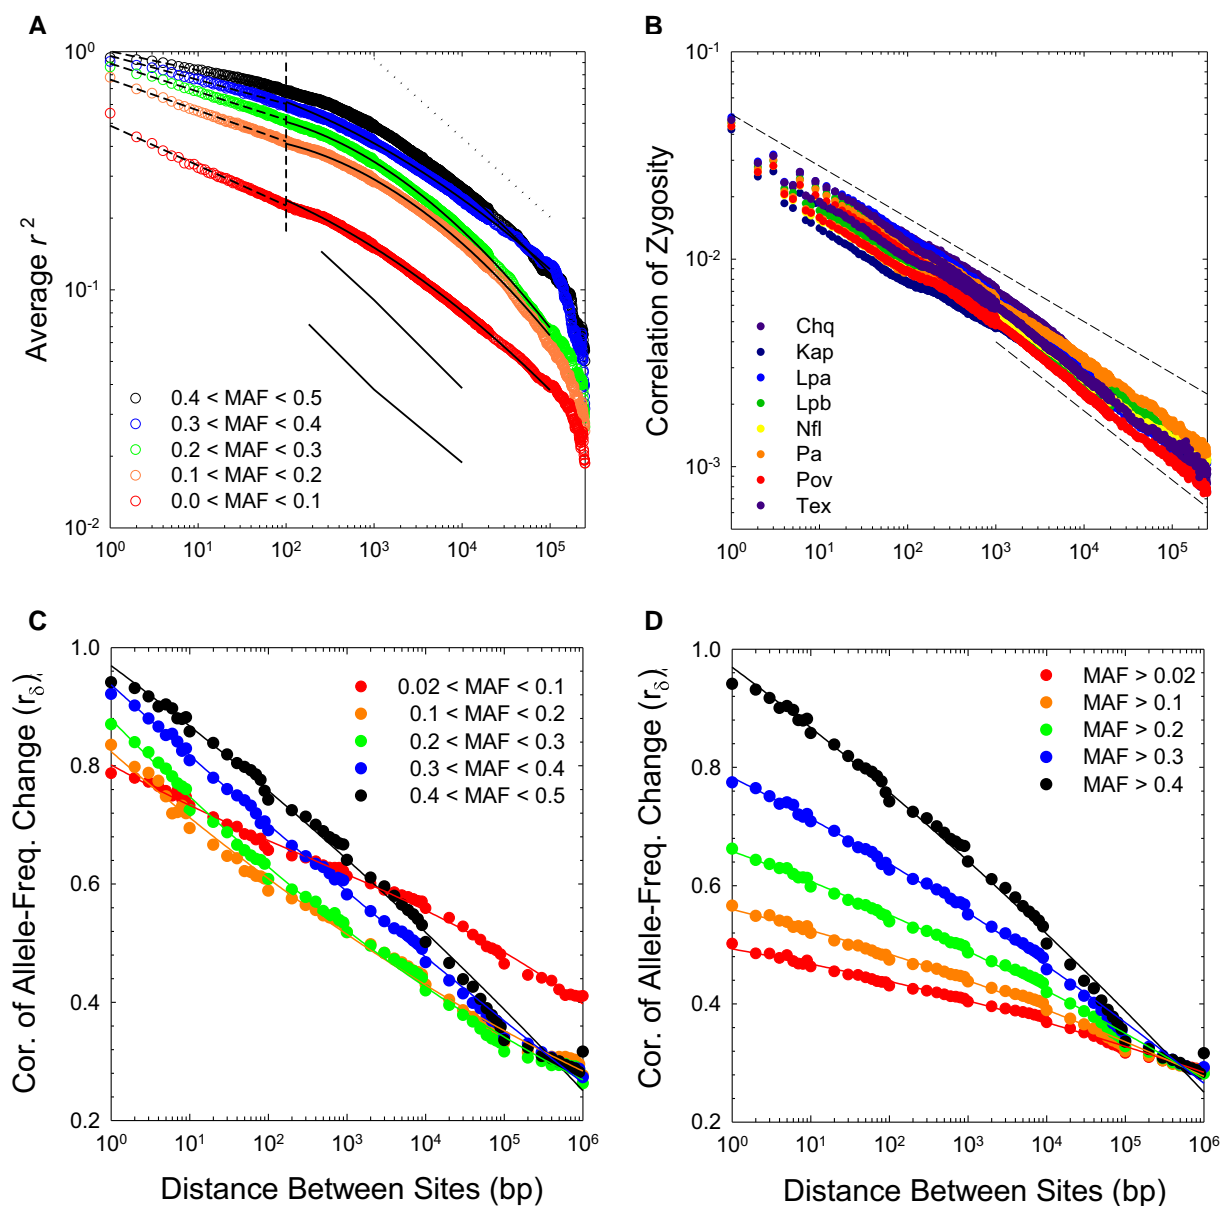 A
Average r²
10⁰
10⁻¹
10⁻²
0.4 < MAF < 0.5
0.3 < MAF < 0.4
0.2 < MAF < 0.3
0.1 < MAF < 0.2
0.0 < MAF < 0.1
10⁰ 10¹ 10² 10³ 10⁴ 10⁵
B
Correlation of Zygosity
10⁻¹
10⁻²
10⁻³
Chq
Kap
Lpa
Lpb
Nfl
Pa
Pov
Tex
10⁰ 10¹ 10² 10³ 10⁴ 10⁵
C
Cor. of Allele-Freq. Change (rδ)
1.0
0.8
0.6
0.4
0.2
0.02 < MAF < 0.1
0.1 < MAF < 0.2
0.2 < MAF < 0.3
0.3 < MAF < 0.4
0.4 < MAF < 0.5
10⁰ 10¹ 10² 10³ 10⁴ 10⁵ 10⁶
Distance Between Sites (bp)
D
Cor. of Allele-Freq. Change (rδ)
1.0
0.8
0.6
0.4
0.2
MAF > 0.02
MAF > 0.1
MAF > 0.2
MAF > 0.3
MAF > 0.4
10⁰ 10¹ 10² 10³ 10⁴ 10⁵ 10⁶
Distance Between Sites (bp)